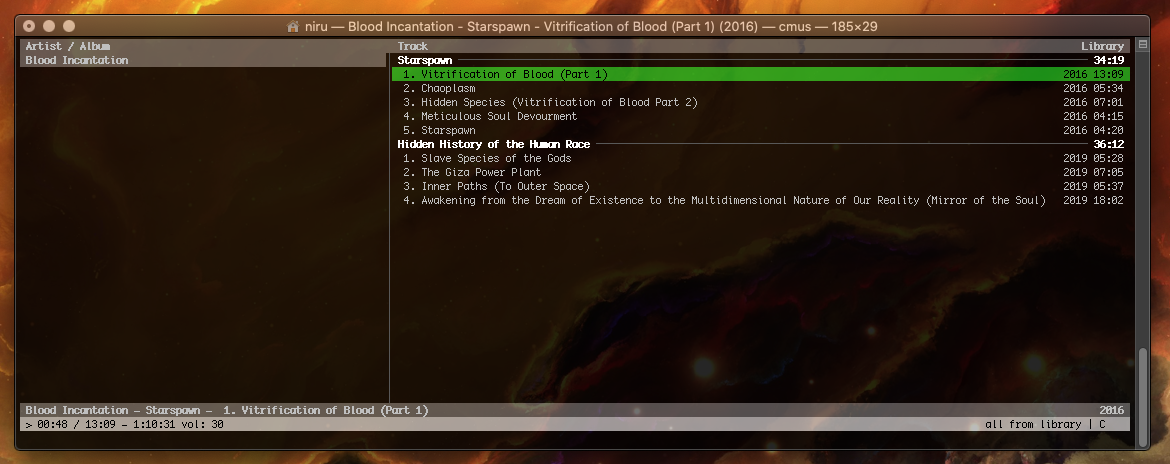 niru — Blood Incantation - Starspawn - Vitrification of Blood (Part 1) (2016) — cmus — 185×29
Artist / Album Track Library
Blood Incantation Starspawn 34:19
1. Vitrification of Blood (Part 1) 2016 13:09
2. Chaoplasm 2016 05:34
3. Hidden Species (Vitrification of Blood Part 2) 2016 07:01
4. Meticulous Soul Devourment 2016 04:15
5. Starspawn 2016 04:20
Hidden History of the Human Race 36:12
1. Slave Species of the Gods 2019 05:28
2. The Giza Power Plant 2019 07:05
3. Inner Paths (To Outer Space) 2019 05:37
4. Awakening from the Dream of Existence to the Multidimensional Nature of Our Reality (Mirror of the Soul) 2019 18:02
Blood Incantation - Starspawn - 1. Vitrification of Blood (Part 1) 2016
> 00:48 / 13:09 - 1:10:31 vol: 30 all from library | C